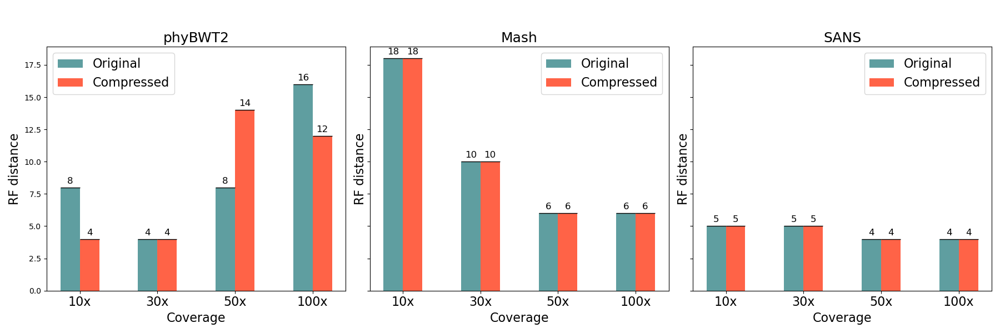 phyBWT2
RF distance
17.5
15.0
12.5
10.0
7.5
5.0
2.5
0.0
Original
Compressed
8
4
4
4
8
14
16
12
10x
30x
50x
100x
Coverage
Mash
RF distance
Original
Compressed
18
18
10
10
6
6
6
6
10x
30x
50x
100x
Coverage
SANS
RF distance
Original
Compressed
5
5
5
5
4
4
4
4
10x
30x
50x
100x
Coverage